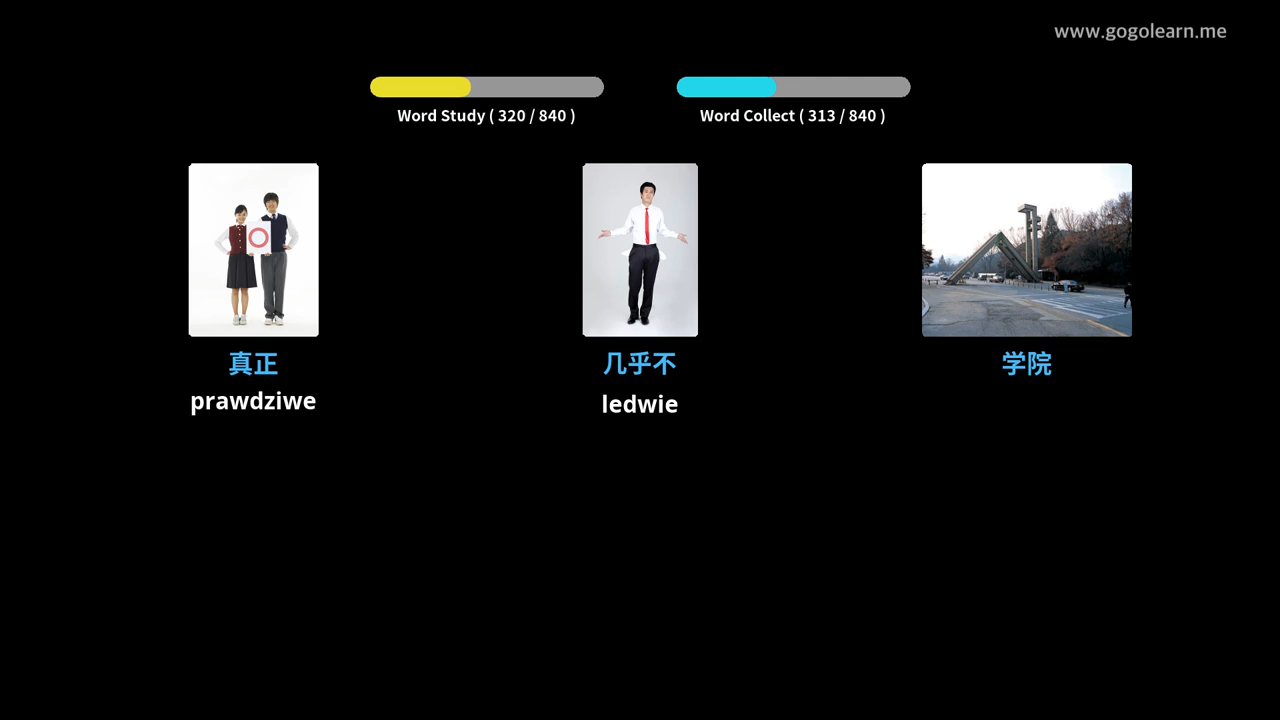 www.gogolearn.me
Word Study ( 320 / 840 )
Word Collect ( 313 / 840 )
真正
几乎不
学院
prawdziwe
ledwie